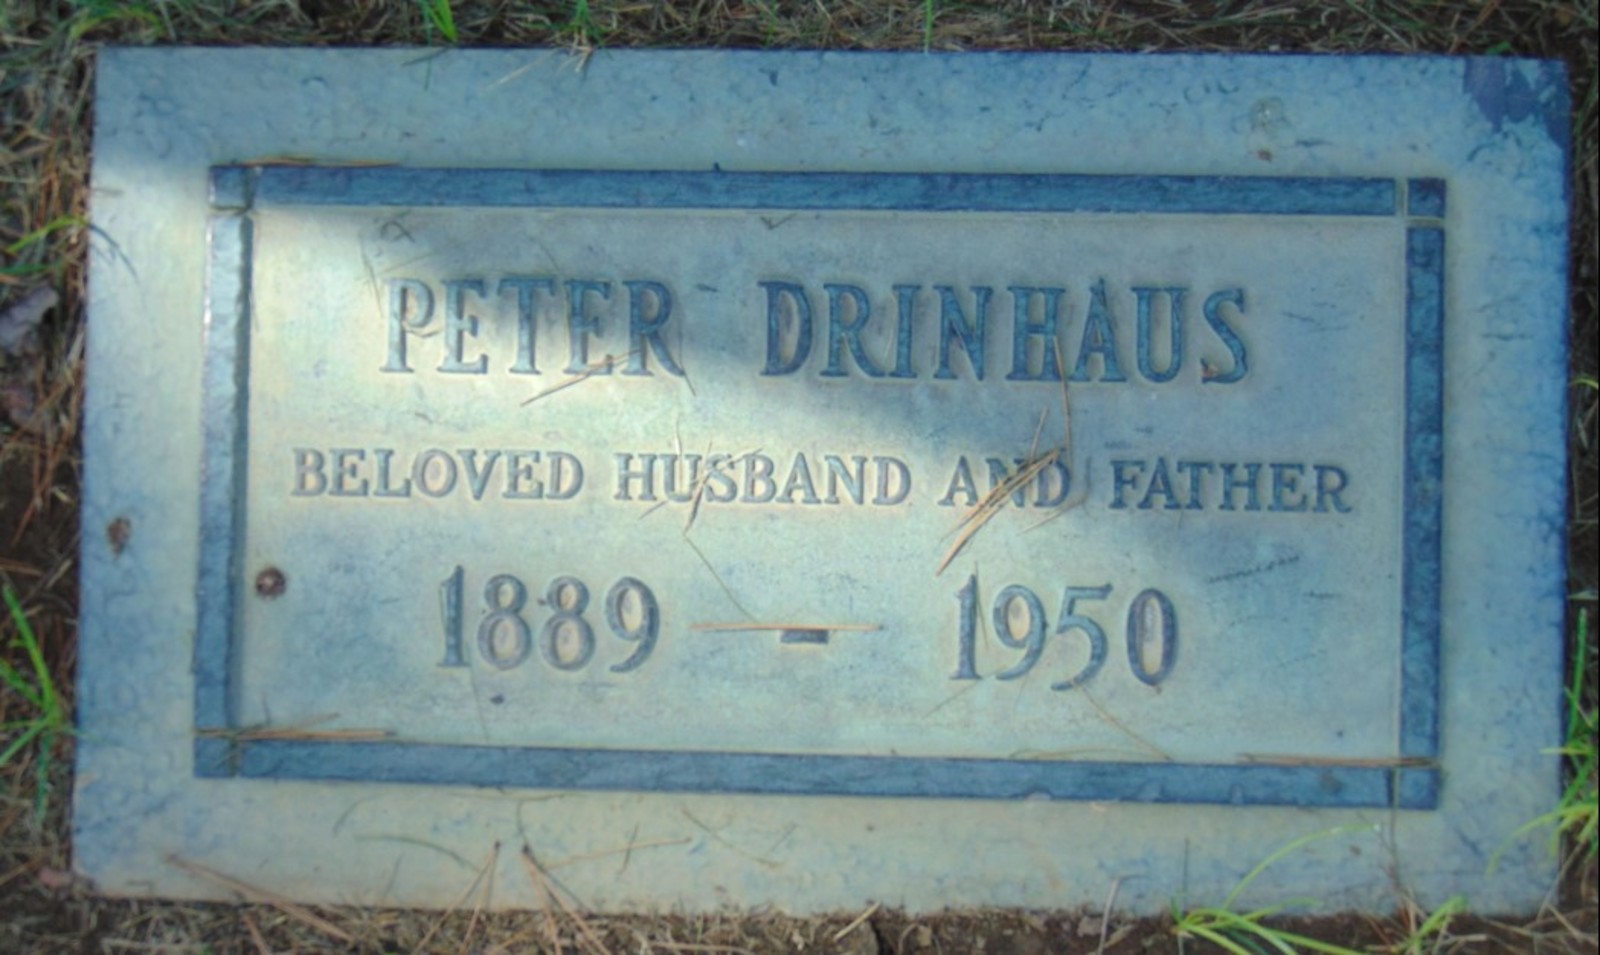 PETER DRINHAUS
BELOVED HUSBAND AND FATHER
1889 - 1950